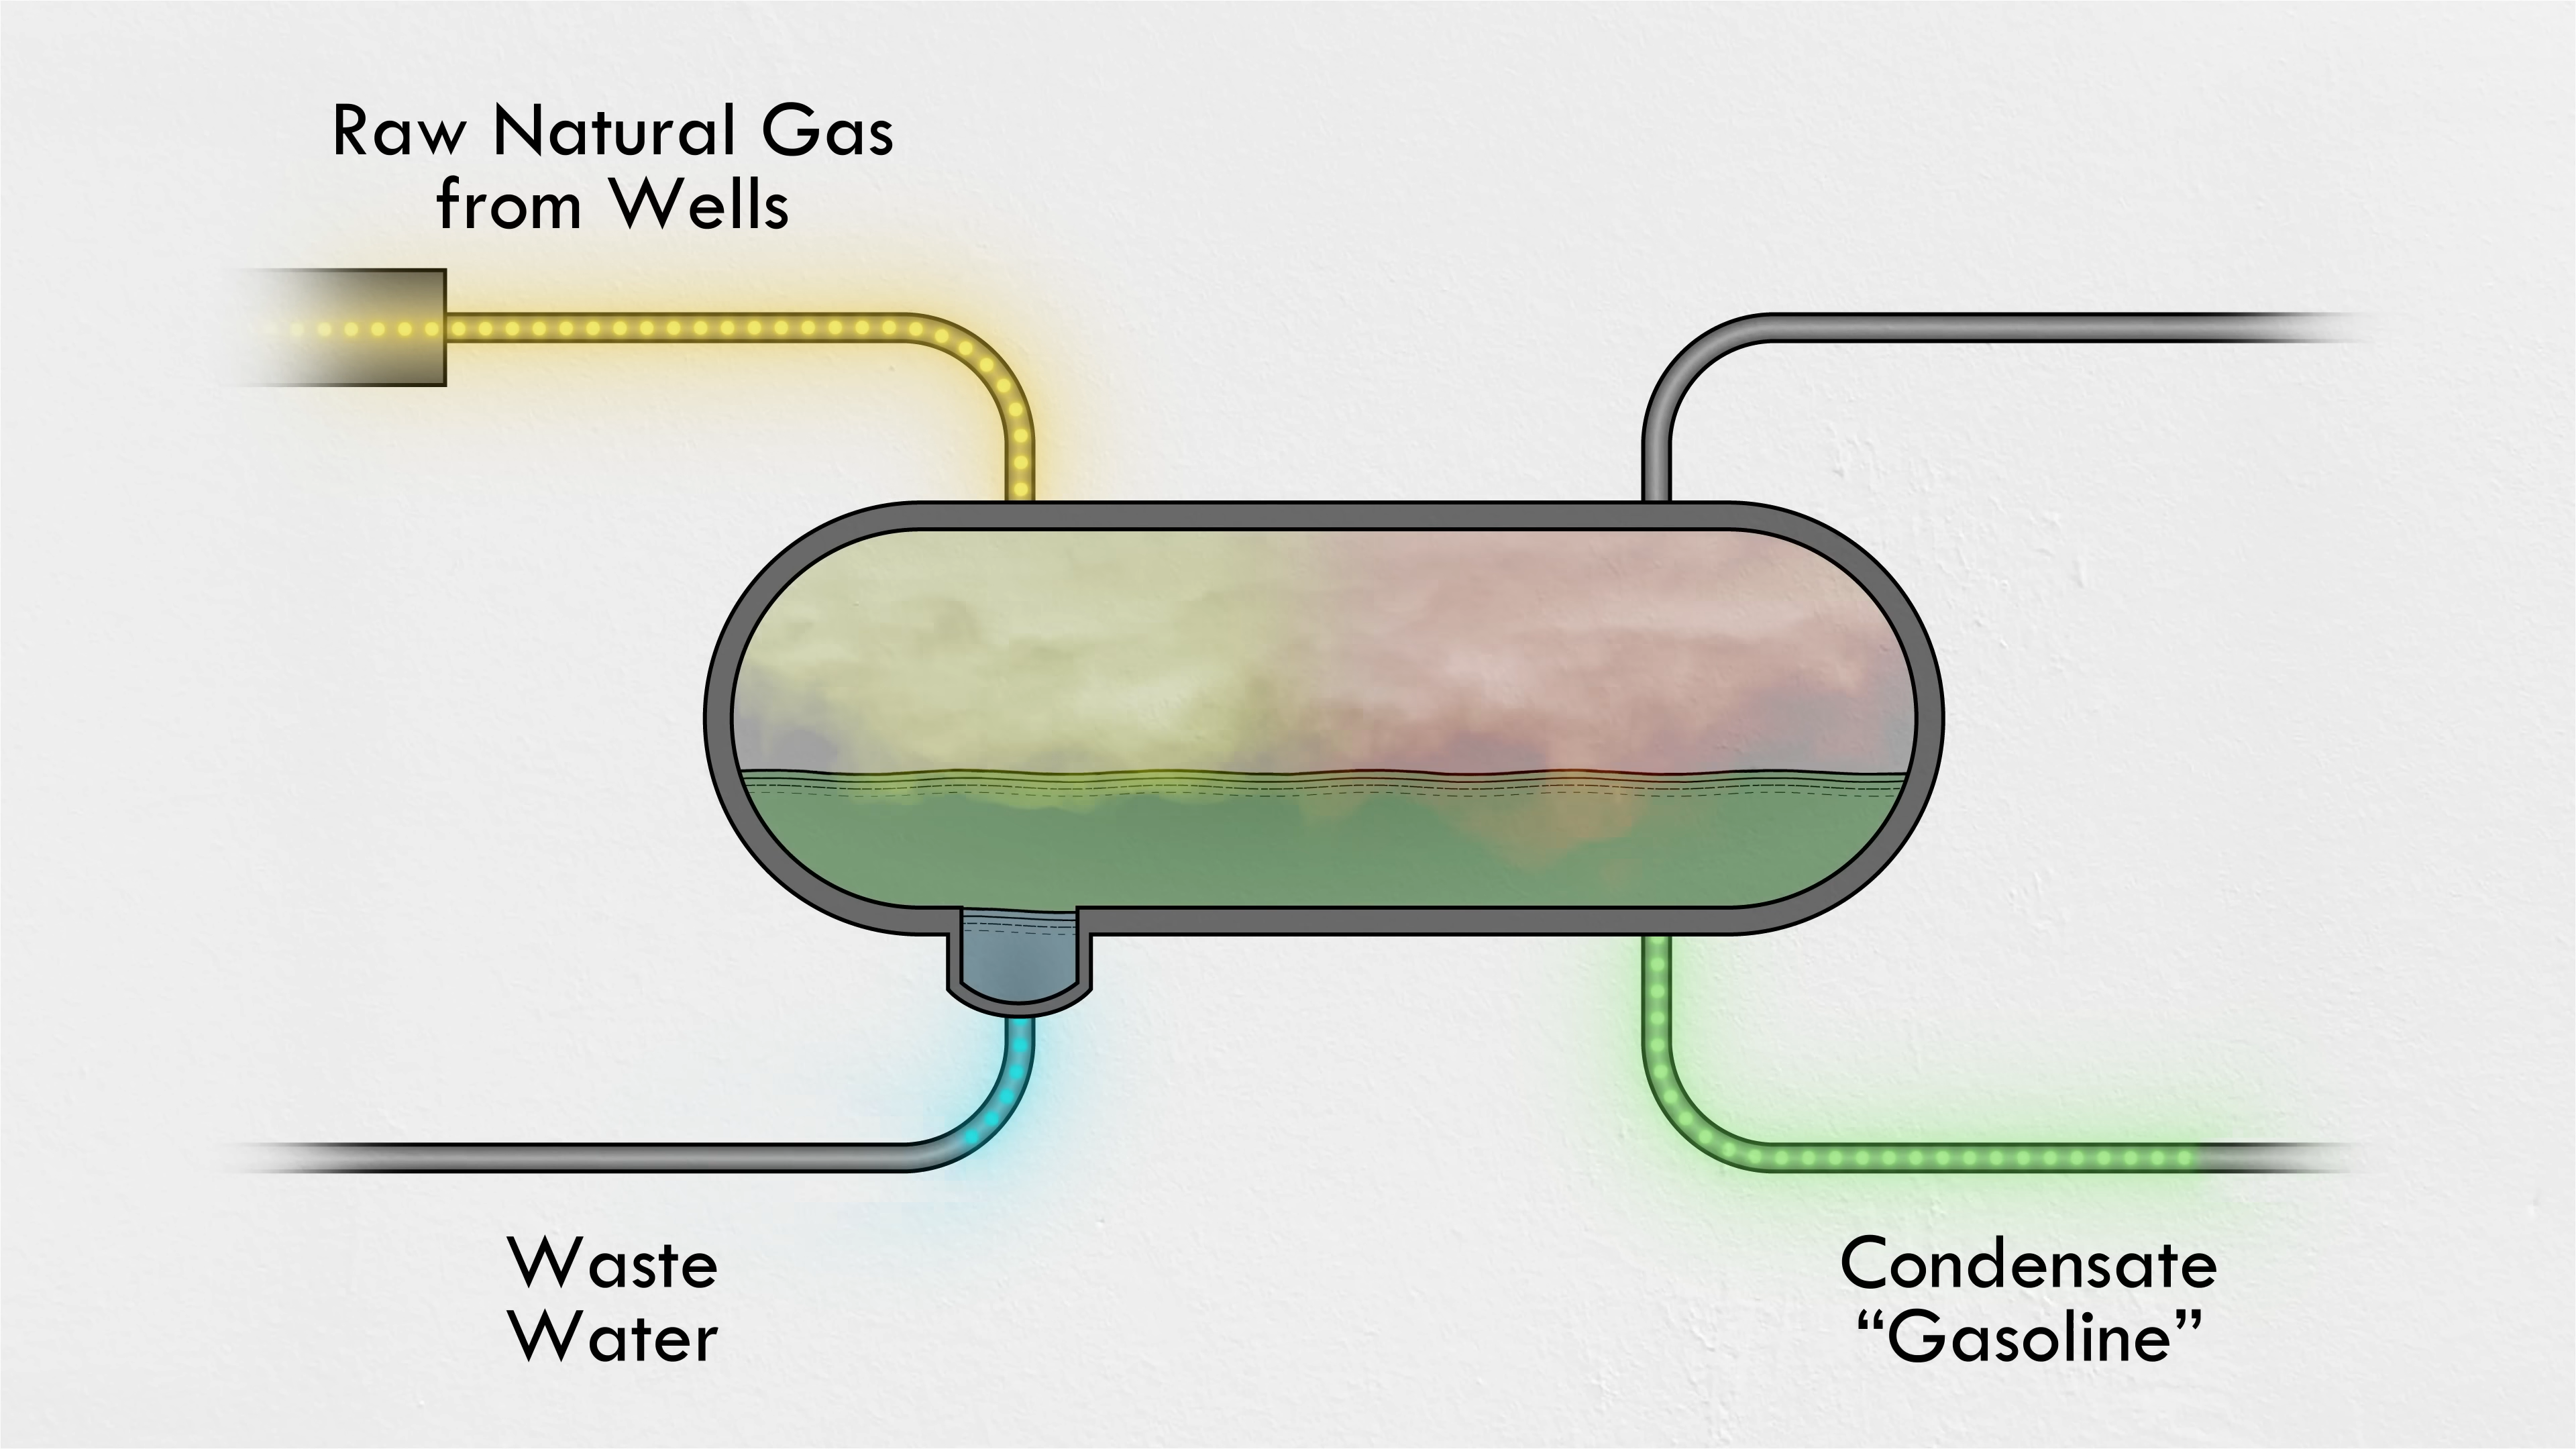 Raw Natural Gas
from Wells
Waste
Water
Condensate
“Gasoline”